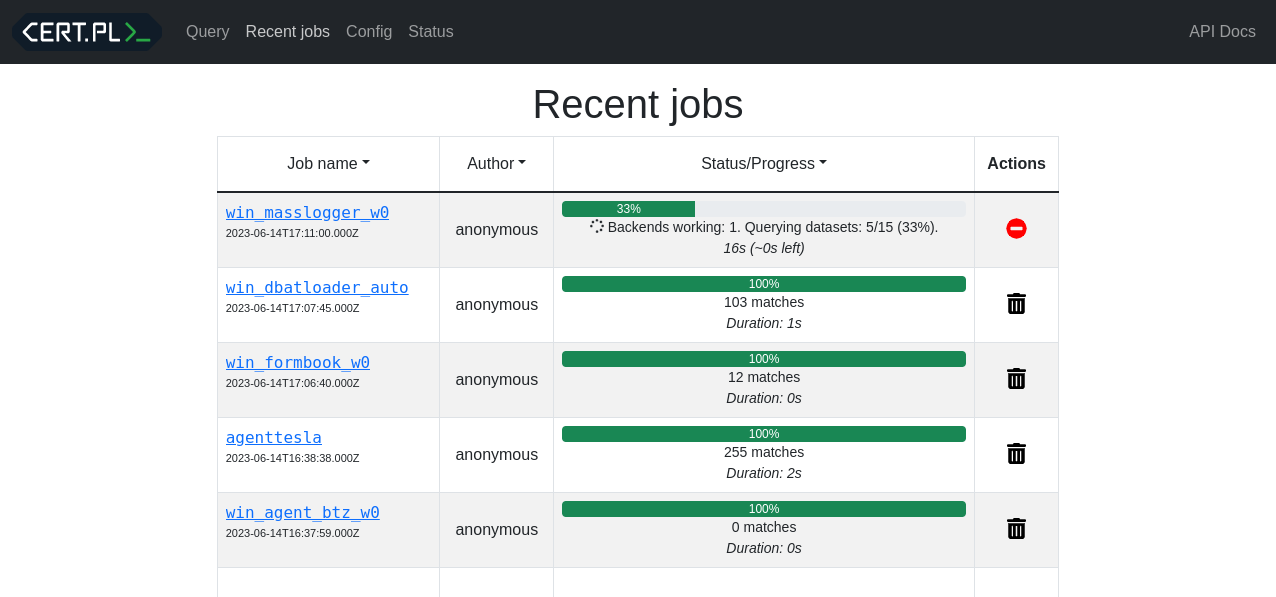 CERT.PL>_ Query Recent jobs Config Status API Docs
Recent jobs
Job name Author Status/Progress Actions
win_masslogger_w0
2023-06-14T17:11:00.000Z
anonymous
33%
Backends working: 1. Querying datasets: 5/15 (33%).
16s (~0s left)
win_dbatloader_auto
2023-06-14T17:07:45.000Z
anonymous
100%
103 matches
Duration: 1s
win_formbook_w0
2023-06-14T17:06:40.000Z
anonymous
100%
12 matches
Duration: 0s
agenttesla
2023-06-14T16:38:38.000Z
anonymous
100%
255 matches
Duration: 2s
win_agent_btz_w0
2023-06-14T16:37:59.000Z
anonymous
100%
0 matches
Duration: 0s